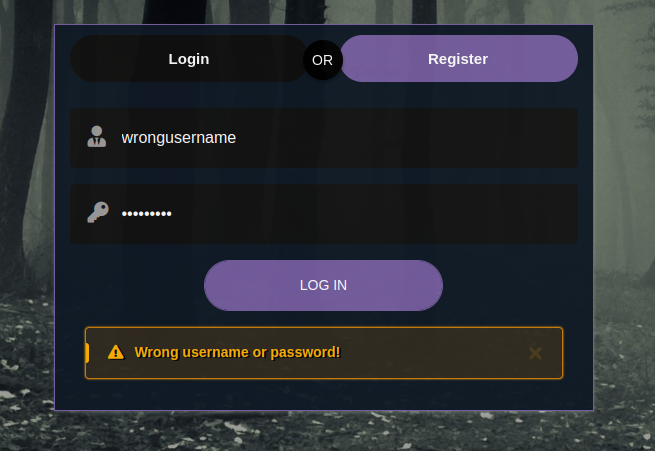 Login
OR
Register
wrongusername
•••••••••
LOG IN
Wrong username or password!